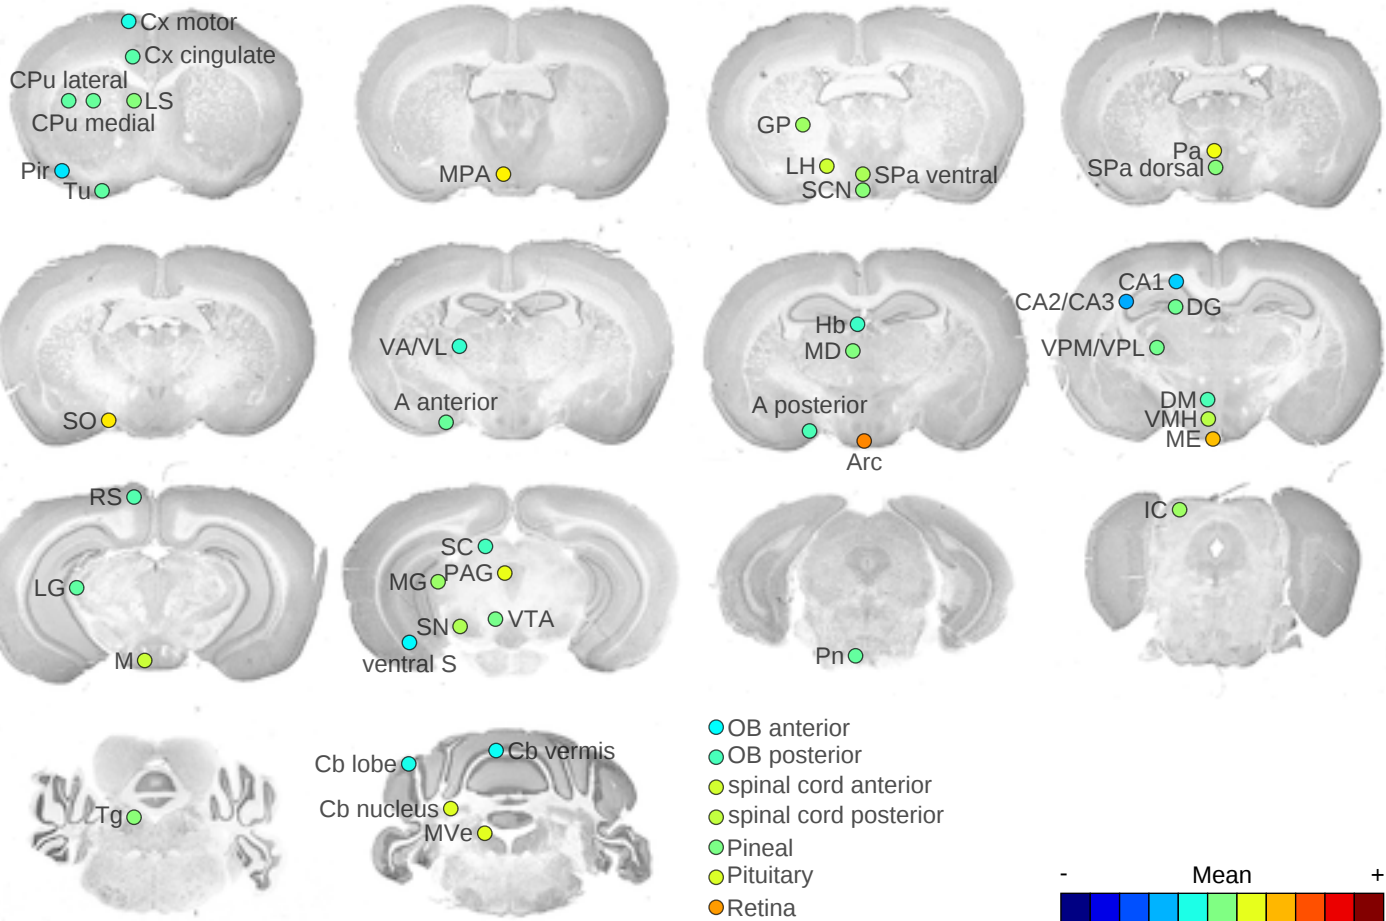 Cx motor
Cx cingulate
CPu lateral
LS
CPu medial
Pir
Tu
MPA
GP
LH
SPa ventral
SCN
Pa
SPa dorsal
SO
VA/VL
A anterior
Hb
MD
A posterior
Arc
CA1
CA2/CA3
DG
VPM/VPL
DM
VMH
ME
RS
LG
M
SC
PAG
MG
VTA
SN
ventral S
Pn
IC
Tg
Cb vermis
Cb lobe
Cb nucleus
MVe
OB anterior
OB posterior
spinal cord anterior
spinal cord posterior
Pineal
Pituitary
Retina
- Mean +